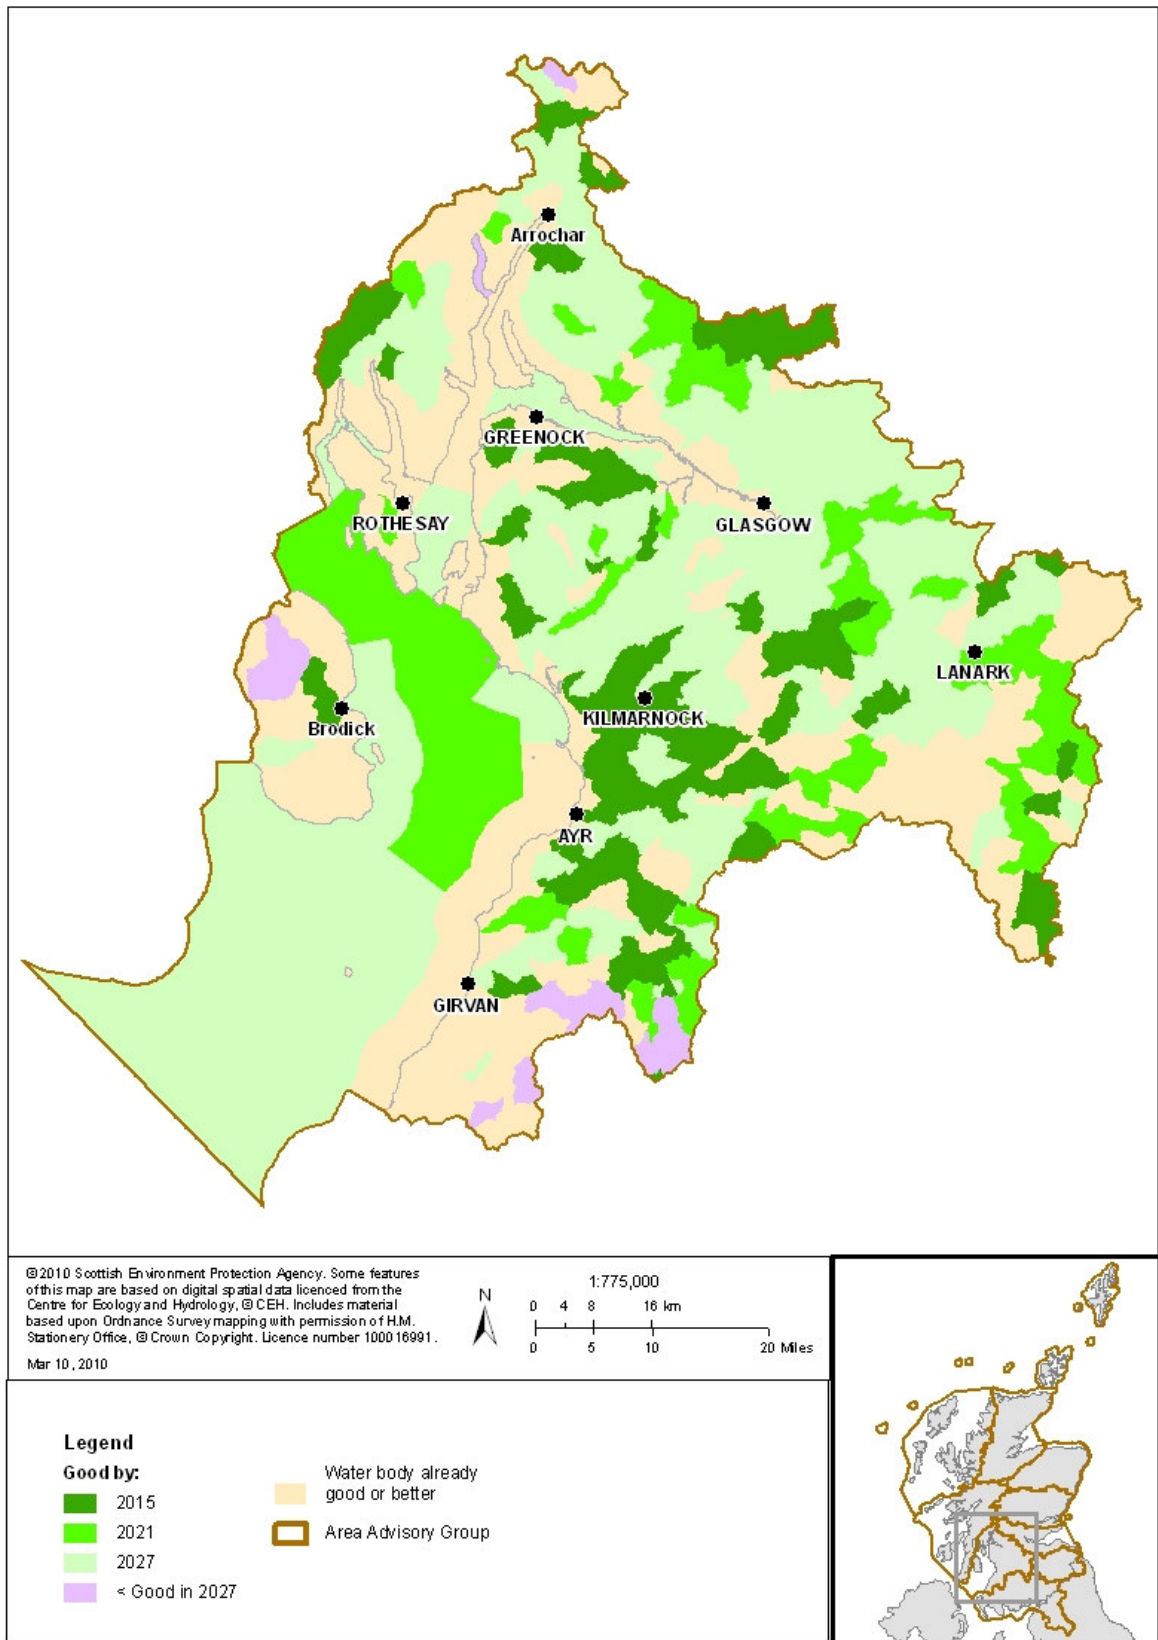 Arrochar
GREENOCK
ROTHESAY
GLASGOW
LANARK
KILMARNOCK
Brodick
AYR
GIRVAN
©2010 Scottish Environment Protection Agency. Some features
of this map are based on digital spatial data licenced from the
Centre for Ecology and Hydrology, © CEH. Includes material
based upon Ordnance Survey mapping with permission of H.M.
Stationery Office, © Crown Copyright. Licence number 100016991.
Mar 10, 2010
N
1:775,000
0 4 8 16 km
0 5 10 20 Miles
Legend
Good by:
2015
2021
2027
< Good in 2027
Water body already
good or better
Area Advisory Group